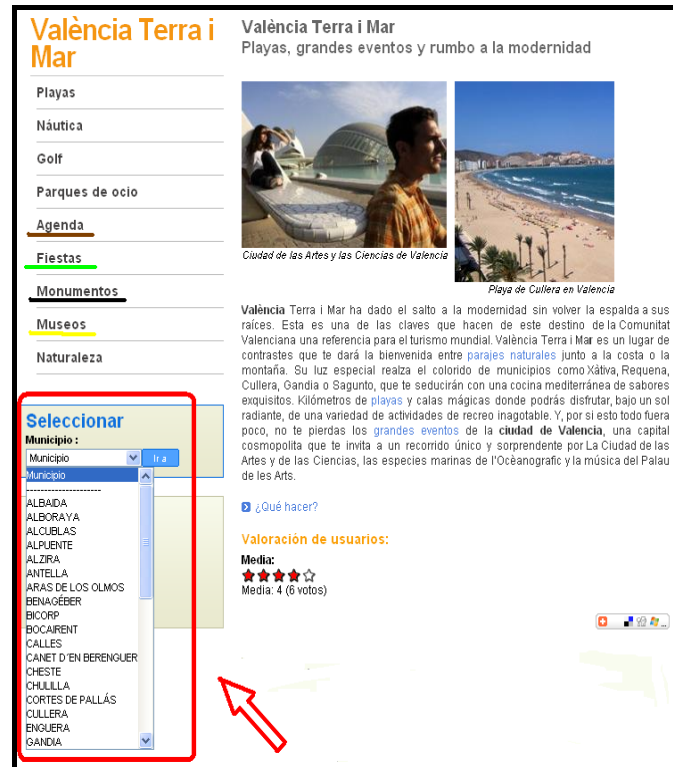 València Terra i
Mar
Playas
Náutica
Golf
Parques de ocio
Agenda
Fiestas
Monumentos
Museos
Naturaleza
Seleccionar
Municipio :
Municipio
Ir a
Municipio
--------------------
ALBAIDA
ALBORAYA
ALCUBLAS
ALPUENTE
ALZIRA
ANTELLA
ARAS DE LOS OLMOS
BENAGÉBER
BICORP
BOCAIRENT
CALLES
CANET D'EN BERENGUER
CHESTE
CHULILLA
CORTES DE PALLÁS
CULLERA
ENGUERA
GANDIA
València Terra i Mar
Playas, grandes eventos y rumbo a la modernidad
Ciudad de las Artes y las Ciencias de Valencia
Playa de Cullera en Valencia
València Terra i Mar ha dado el salto a la modernidad sin volver la espalda a sus
raíces. Esta es una de las claves que hacen de este destino de la Comunitat
Valenciana una referencia para el turismo mundial. València Terra i Mar es un lugar de
contrastes que te dará la bienvenida entre parajes naturales junto a la costa o la
montaña. Su luz especial realza el colorido de municipios como Xátiva, Requena,
Cullera, Gandia o Sagunto, que te seducirán con una cocina mediterránea de sabores
exquisitos. Kilómetros de playas y calas mágicas donde podrás disfrutar, bajo un sol
radiante, de una variedad de actividades de recreo inagotable. Y, por si esto todo fuera
poco, no te pierdas los grandes eventos de la ciudad de Valencia, una capital
cosmopolita que te invita a un recorrido único y sorprendente por La Ciudad de las
Artes y de las Ciencias, las especies marinas de l'Océanografic y la música del Palau
de les Arts.
¿Qué hacer?
Valoración de usuarios:
Media:
Media: 4 (6 votos)